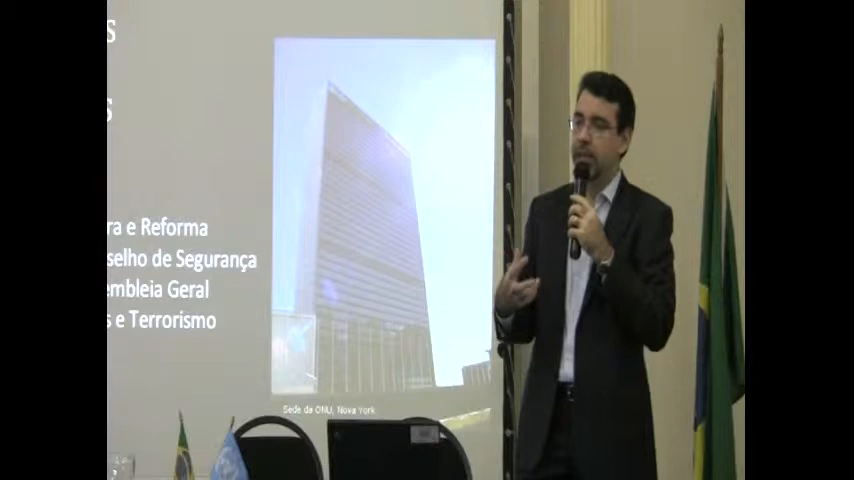 s
s
ra e Reforma
selho de Segurança
embleia Geral
s e Terrorismo
Sede da ONU, Nova York